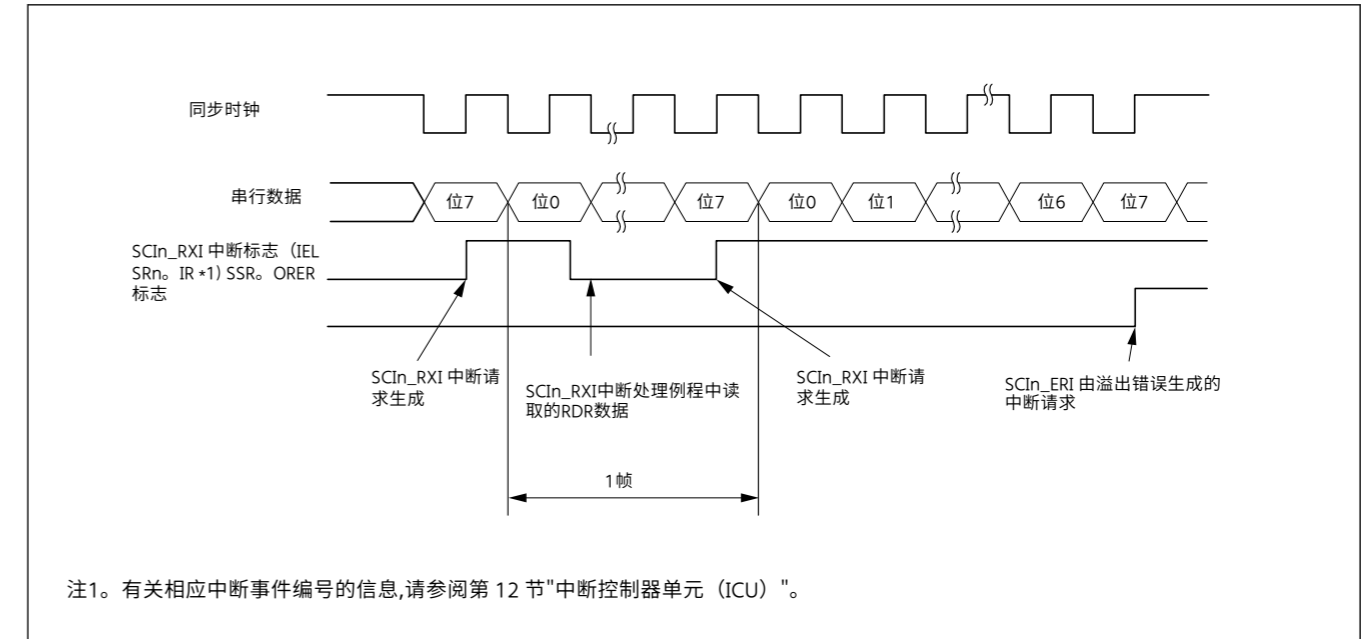 同步时钟
串行数据
位7
位0
位7
位0
位1
位6
位7
SCIn_RXI 中断标志（IEL
SRn。IR *1) SSR。ORER
标志
SCIn_RXI 中断请
求生成
SCIn_RXI中断处理例程中读
取的RDR数据
SCIn_RXI 中断请
求生成
SCIn_ERI 由溢出错误生成的
中断请求
1帧
注1。有关相应中断事件编号的信息,请参阅第 12 节"中断控制器单元（ICU）"。